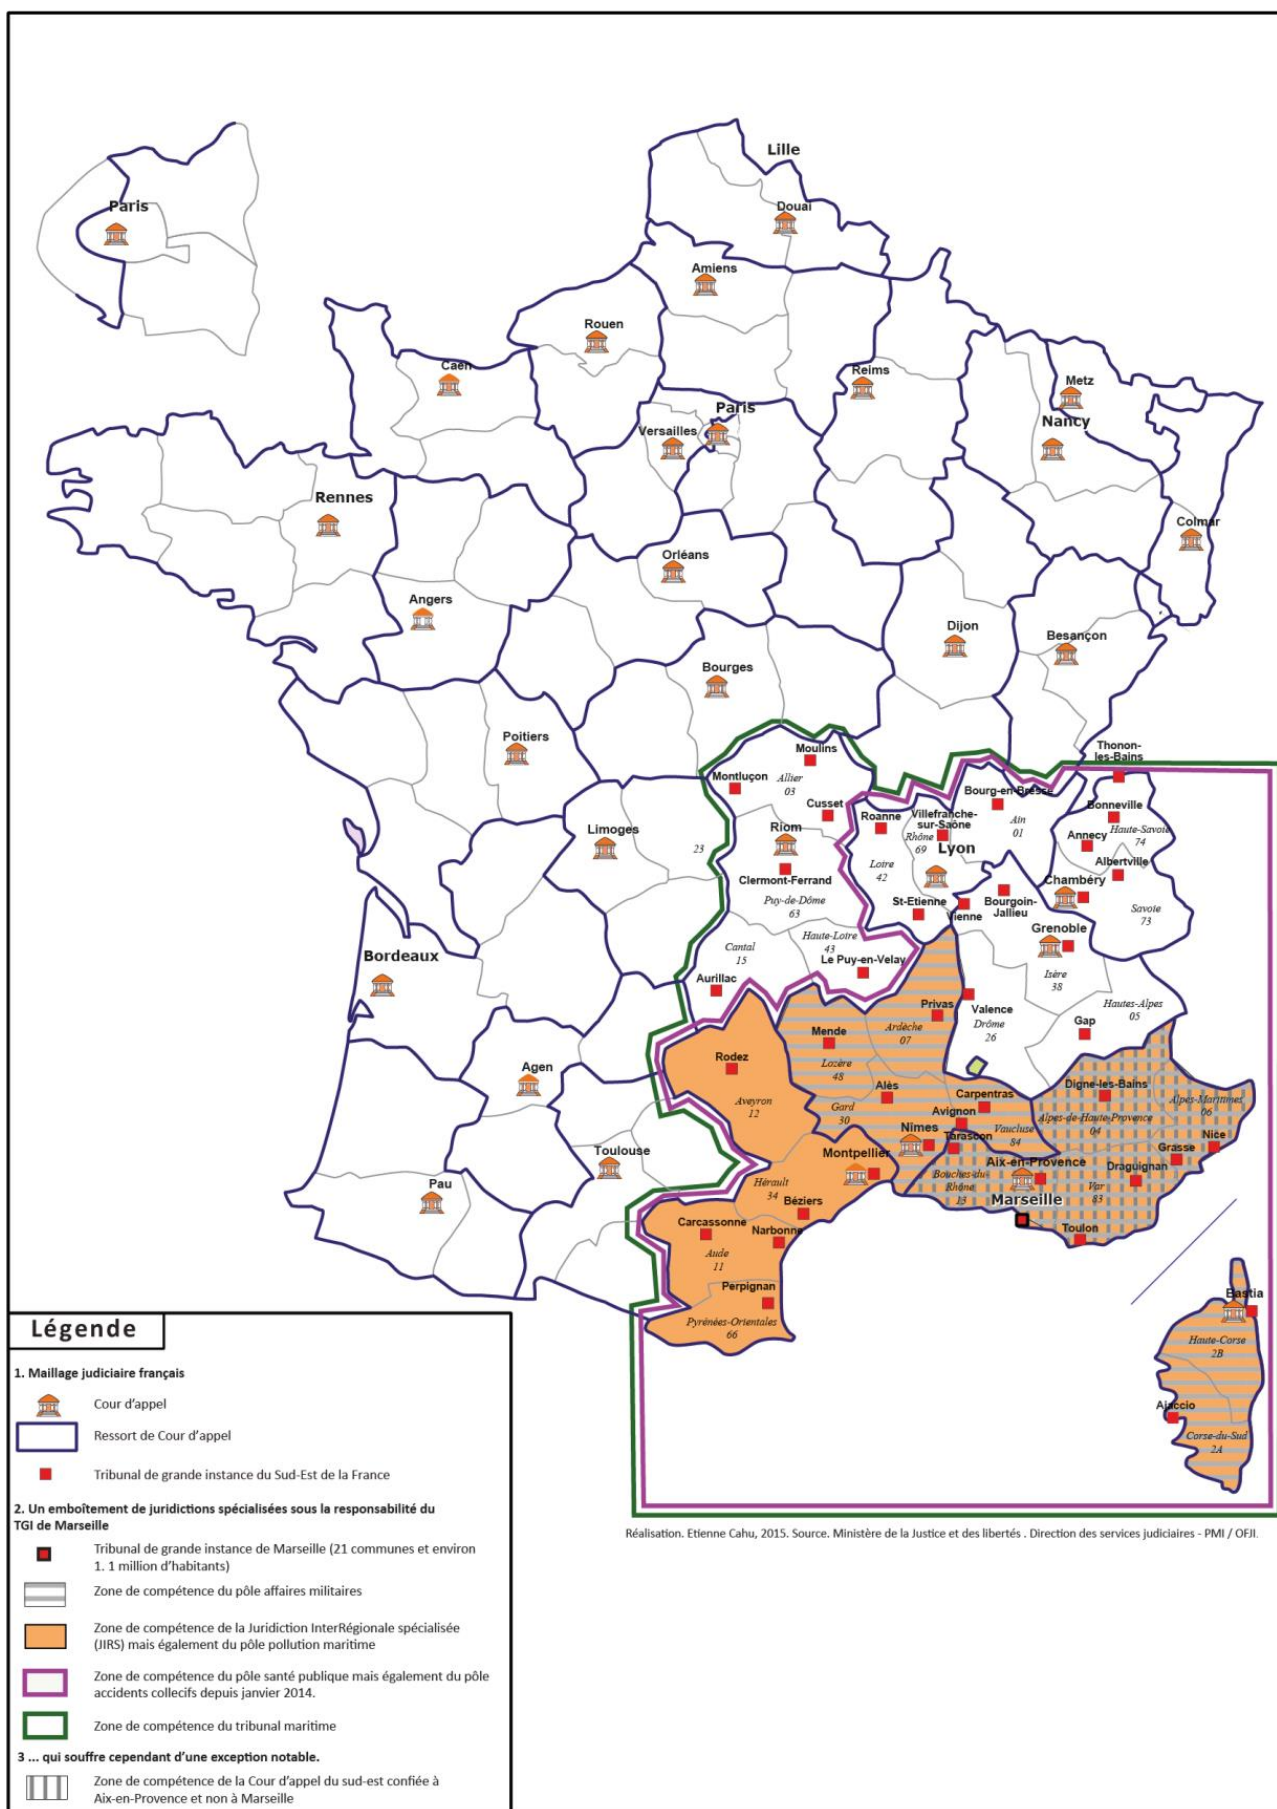 Lille
Paris
Douai
Amiens
Rouen
Caen
Reims
Metz
Paris
Nancy
Versailles
Rennes
Colmar
Orléans
Angers
Dijon
Besançon
Bourges
Poitiers
Moulins
Thonon-
les-Bains
Montluçon
Allier
03
Bourg-en-Bresse
Cusset
Roanne
Villefranche-
sur-Saône
Ain
01
Bonneville
Haute-Savoie
74
Limoges
Riom
Rhône
69
Annecy
23
Lyon
Loire
42
Albertville
Clermont-Ferrand
Chambéry
Puy-de-Dôme
63
St-Etienne
Vienne
Bourgoin-
Jallieu
Savoie
73
Haute-Loire
43
Grenoble
Cantal
15
Bordeaux
Le Puy-en-Velay
Isère
38
Aurillac
Privas
Valence
Hautes-Alpes
05
Ardèche
07
Drôme
26
Gap
Mende
Rodez
Lozère
48
Agen
Alès
Digne-les-Bains
Carpentras
Alpes-Maritimes
06
Aveyron
12
Gard
30
Avignon
Alpes-de-Haute-Provence
04
Nîmes
Vaucluse
84
Tarascon
Nice
Toulouse
Montpellier
Grasse
Aix-en-Provence
Draguignan
Pau
Hérault
34
Bouches-du-
Rhône
13
Var
83
Marseille
Béziers
Carcassonne
Narbonne
Toulon
Aude
11
Perpignan
Bastia
Pyrénées-Orientales
66
Haute-Corse
2B
Ajaccio
Corse-du-Sud
2A
Légende
1. Maillage judiciaire français
Cour d'appel
Ressort de Cour d'appel
Tribunal de grande instance du Sud-Est de la France
2. Un emboîtement de juridictions spécialisées sous la responsabilité du
TGI de Marseille
Tribunal de grande instance de Marseille (21 communes et environ
1. 1 million d'habitants)
Zone de compétence du pôle affaires militaires
Zone de compétence de la Juridiction InterRégionale spécialisée
(JIRS) mais également du pôle pollution maritime
Zone de compétence du pôle santé publique mais également du pôle
accidents collecifs depuis janvier 2014.
Zone de compétence du tribunal maritime
3 ... qui souffre cependant d'une exception notable.
Zone de compétence de la Cour d'appel du sud-est confiée à
Aix-en-Provence et non à Marseille
Réalisation. Etienne Cahu, 2015. Source. Ministère de la Justice et des libertés . Direction des services judiciaires - PMI / OFJI.